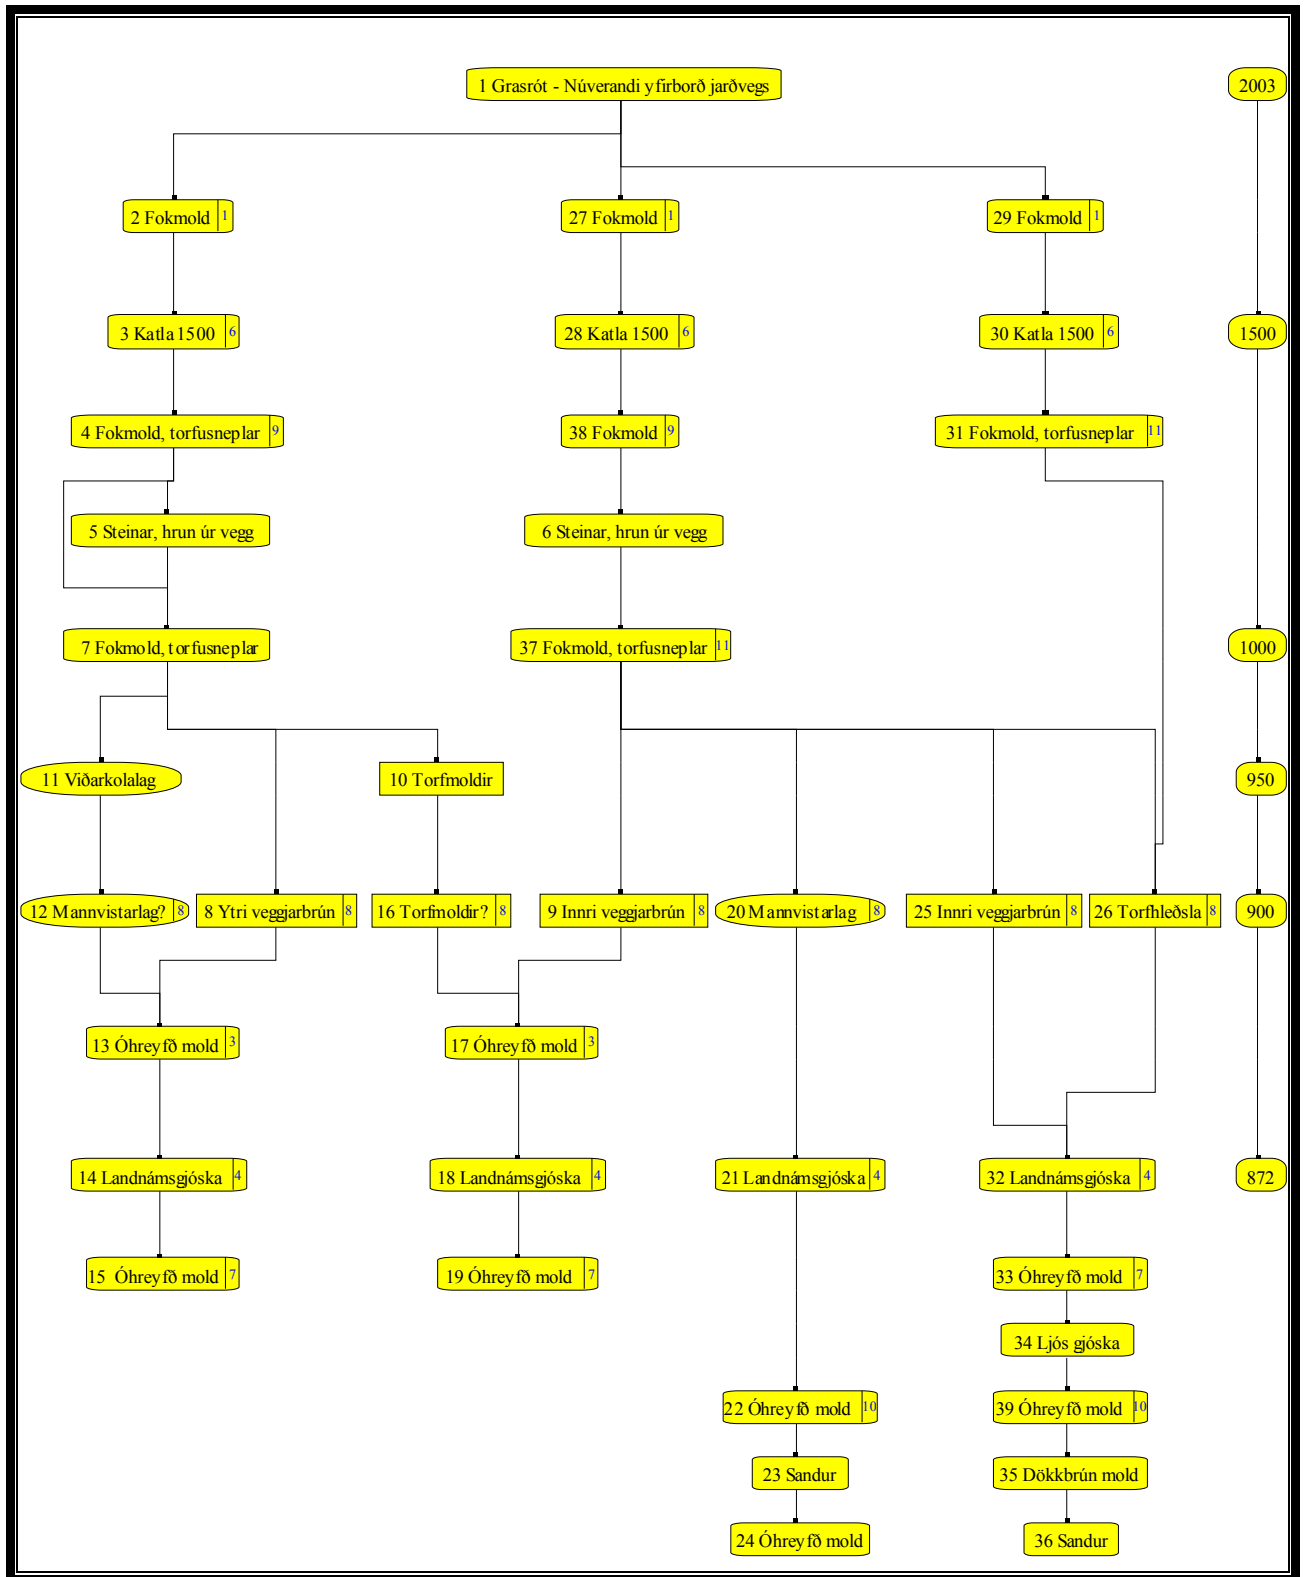 1 Grasrót - Núverandi yfirborð jarðvegs 2003
2 Fokmold 1 27 Fokmold 1 29 Fokmold 1
3 Katla 1500 6 28 Katla 1500 6 30 Katla 1500 6 1500
4 Fokmold, torfusneplar 9 38 Fokmold 9 31 Fokmold, torfusneplar 11
5 Steinar, hrun úr vegg 6 Steinar, hrun úr vegg
7 Fokmold, torfusneplar 37 Fokmold, torfusneplar 11 1000
11 Viðarkolalag 10 Torfmoldir 950
12 Mannvistarlag? 8 8 Ytri veggjarbrún 8 16 Torfmoldir? 8 9 Innri veggjarbrún 8 20 Mannvistarlag 8 25 Innri veggjarbrún 8 26 Torfhleðsla 8 900
13 Óhreyfð mold 3 17 Óhreyfð mold 3
14 Landnámsgjóska 4 18 Landnámsgjóska 4 21 Landnámsgjóska 4 32 Landnámsgjóska 4 872
15 Óhreyfð mold 7 19 Óhreyfð mold 7 33 Óhreyfð mold 7
34 Ljós gjóska
22 Óhreyfð mold 10 39 Óhreyfð mold 10
23 Sandur 35 Dökkbrún mold
24 Óhreyfð mold 36 Sandur